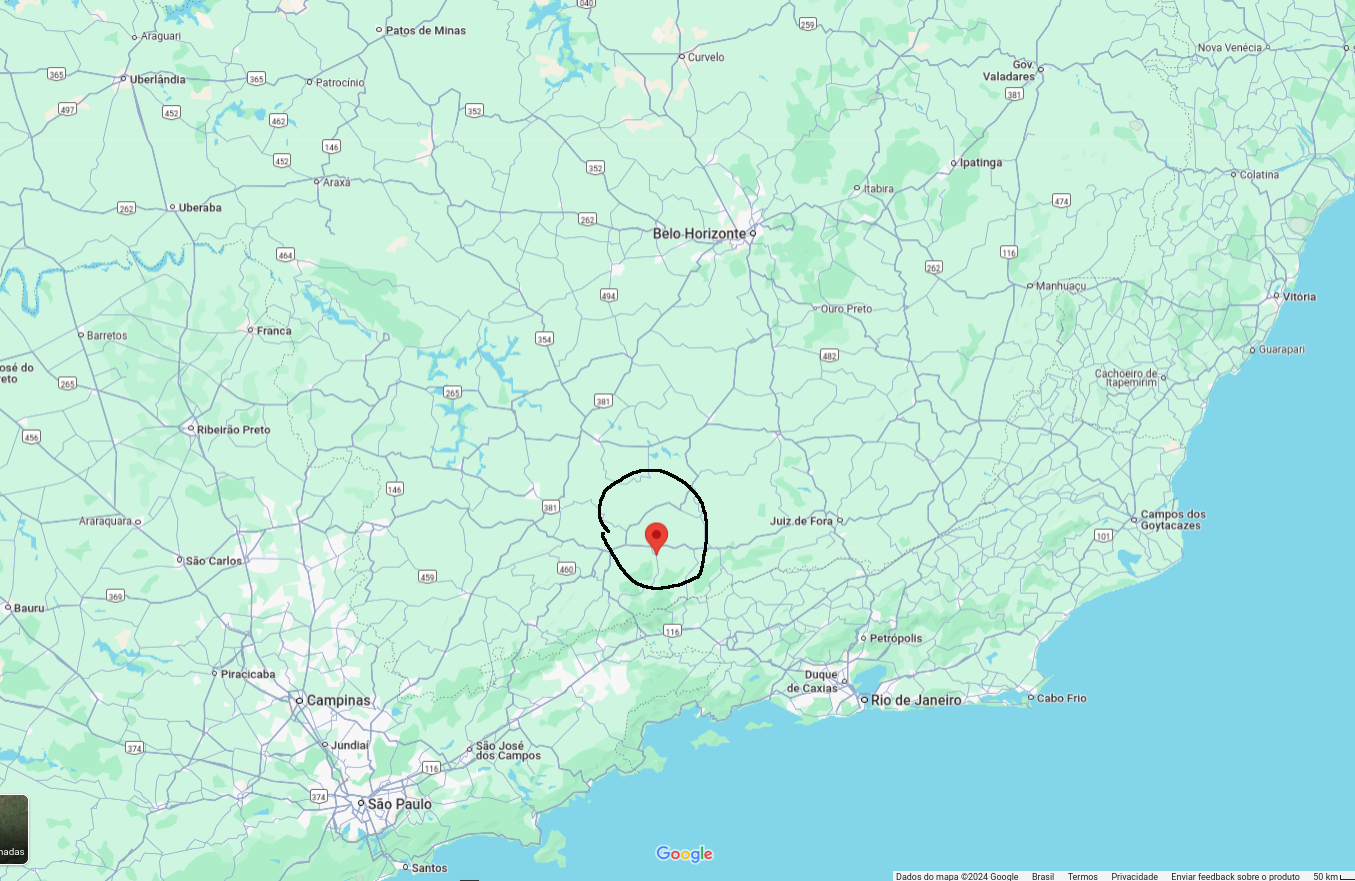 040
Araguari
Patos de Minas
259
Nova Venécia
Curvelo
Gov.
Valadares
365
Uberlândia
365
Patrocínio
381
497
452
352
462
146
452
352
Ipatinga
Araxá
Itabira
Colatina
474
262
Uberaba
262
Belo Horizonte
464
116
262
494
Manhuaçu
Vitória
Ouro Preto
Franca
Barretos
354
482
Guarapari
osé do
eto
265
265
Cachoeiro de
Itapemirim
381
456
Ribeirão Preto
146
381
Araraquara
Juiz de Fora
Campos dos
Goytacazes
101
São Carlos
460
459
369
Bauru
116
Petrópolis
Piracicaba
Duque
de Caxias
Campinas
Rio de Janeiro
Cabo Frio
374
Jundiaí
São José
dos Campos
116
374
São Paulo
nadas
Google
Santos
Dados do mapa ©2024 Google Brasil Termos Privacidade Enviar feedback sobre o produto 50 km